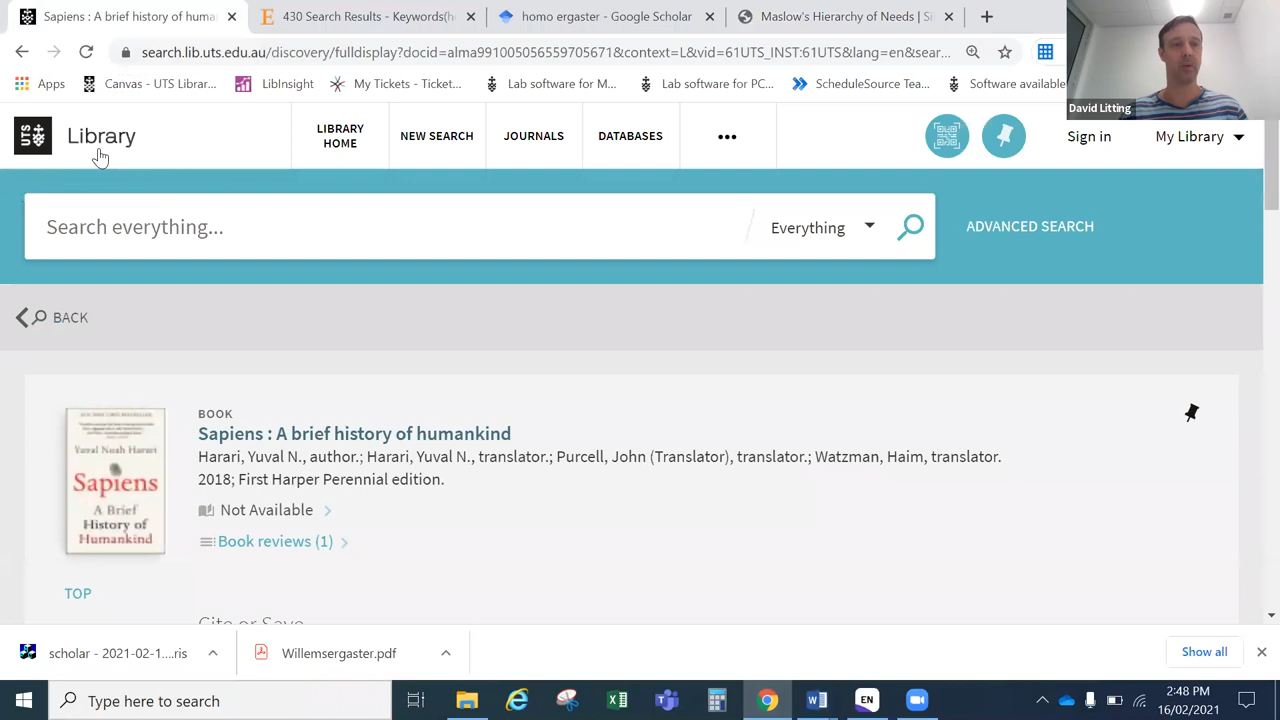 Sapiens : A brief history of huma
430 Search Results - Keywords(h
homo ergaster - Google Scholar
Maslow's Hierarchy of Needs | Si
search.lib.uts.edu.au/discovery/fulldisplay?docid=alma991005056559705671&context=L&vid=61UTS_INST:61UTS&lang=en&sear...
Apps
Canvas - UTS Librar...
LibInsight
My Tickets - Ticket...
Lab software for M...
Lab software for PC...
ScheduleSource Tea...
Software available
David Litting
UTS
Library
LIBRARY
HOME
NEW SEARCH
JOURNALS
DATABASES
Sign in
My Library
Search everything...
Everything
ADVANCED SEARCH
BACK
BOOK
Sapiens : A brief history of humankind
Harari, Yuval N., author.; Harari, Yuval N., translator.; Purcell, John (Translator), translator.; Watzman, Haim, translator.
2018; First Harper Perennial edition.
Not Available
Book reviews (1)
Yuval Noah Harari
Sapiens
A Brief
History of
Humankind
TOP
Cite or Save
scholar - 2021-02-1....ris
Willemsergaster.pdf
Show all
Type here to search
EN
2:48 PM
16/02/2021